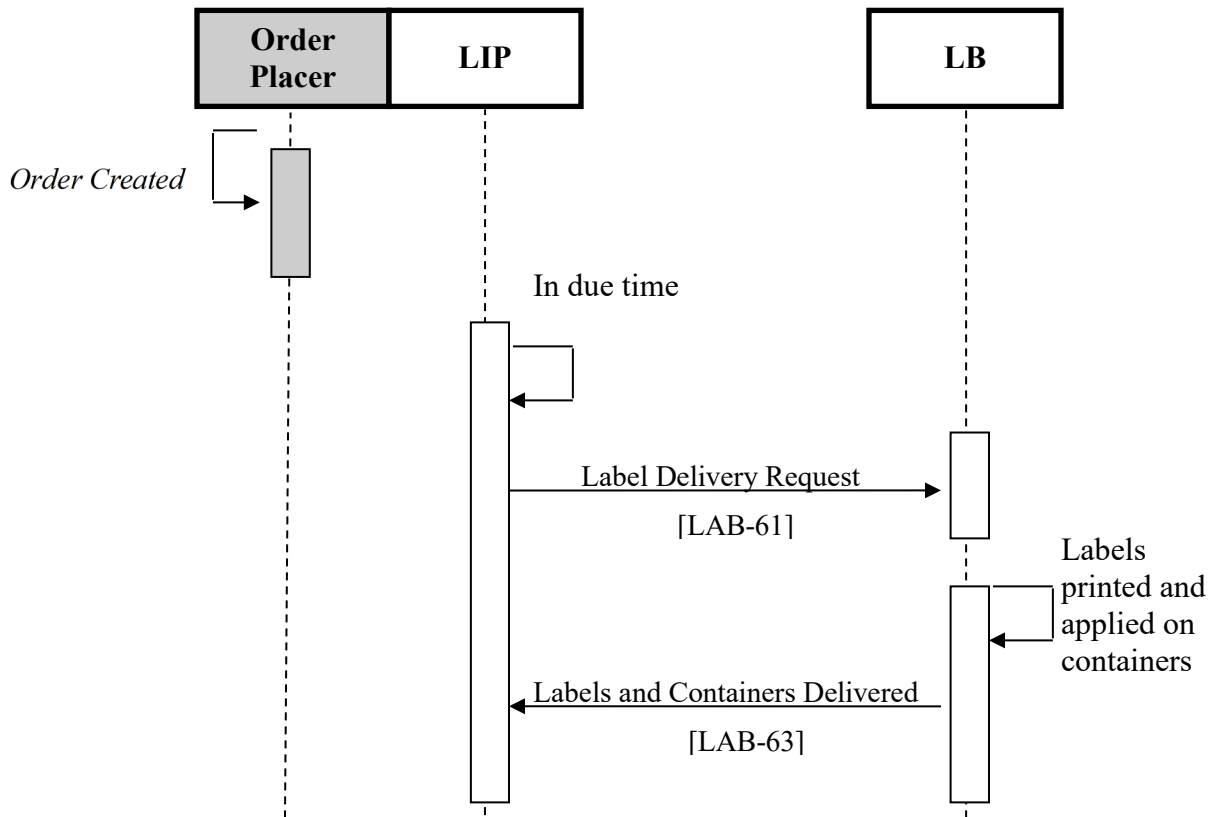 Order
Placer
LIP
LB
Order Created
In due time
Label Delivery Request
[LAB-61]
Labels
printed and
applied on
containers
Labels and Containers Delivered
[LAB-63]